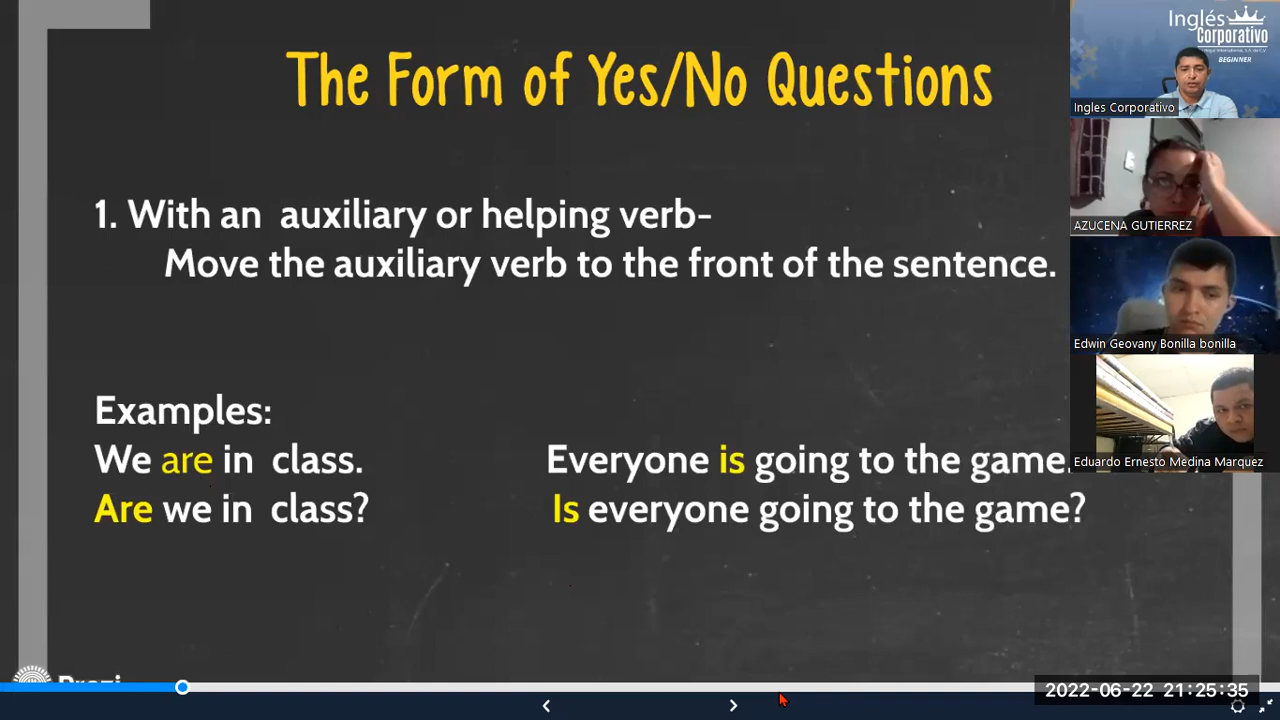 The Form of Yes/No Questions
1. With an auxiliary or helping verb-
Move the auxiliary verb to the front of the sentence.
Examples:
We are in class.
Are we in class?
Everyone is going to the game.
Is everyone going to the game?
Inglés
Corporativo
BEGINNER
Ingles Corporativo
AZUCENA GUTIERREZ
Edwin Geovany Bonilla bonilla
Eduardo Ernesto Medina Marquez
Prezi
2022-06-22 21:25:35